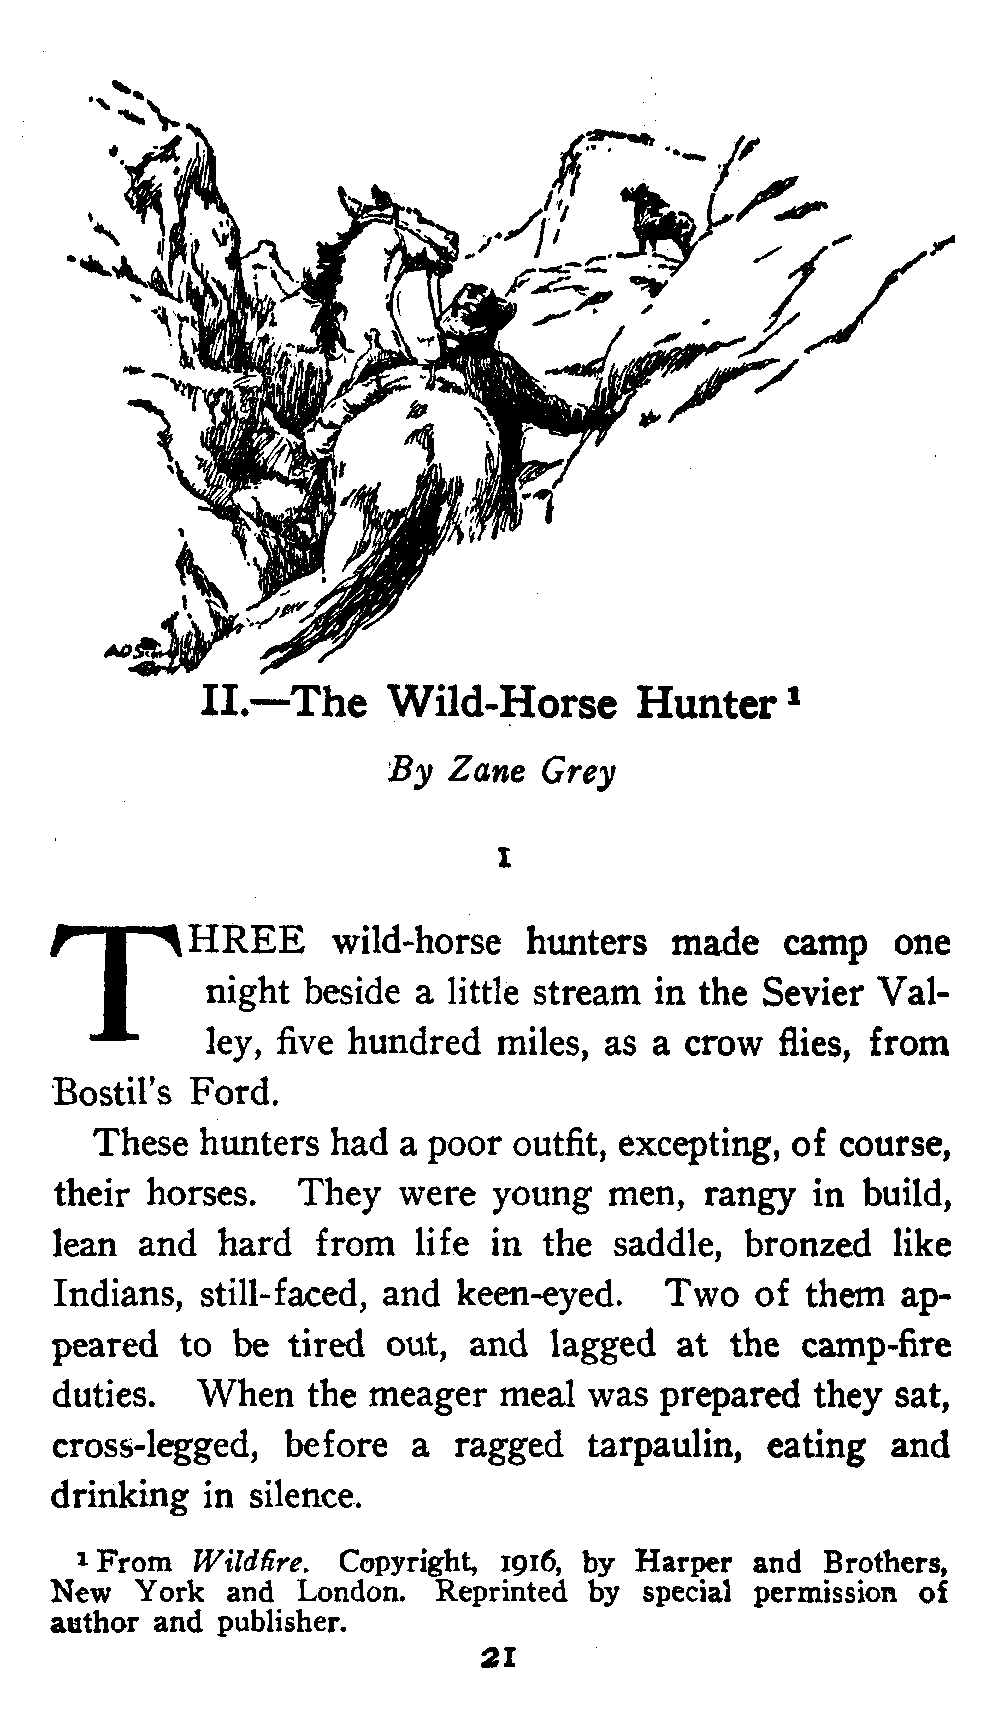 II.—The Wild-Horse Hunter ¹
By Zane Grey
I
THREE wild-horse hunters made camp one
night beside a little stream in the Sevier Val-
ley, five hundred miles, as a crow flies, from
Bostil's Ford.
These hunters had a poor outfit, excepting, of course,
their horses. They were young men, rangy in build,
lean and hard from life in the saddle, bronzed like
Indians, still-faced, and keen-eyed. Two of them ap-
peared to be tired out, and lagged at the camp-fire
duties. When the meager meal was prepared they sat,
cross-legged, before a ragged tarpaulin, eating and
drinking in silence.
¹ From Wildfire. Copyright, 1916, by Harper and Brothers,
New York and London. Reprinted by special permission of
author and publisher.
21